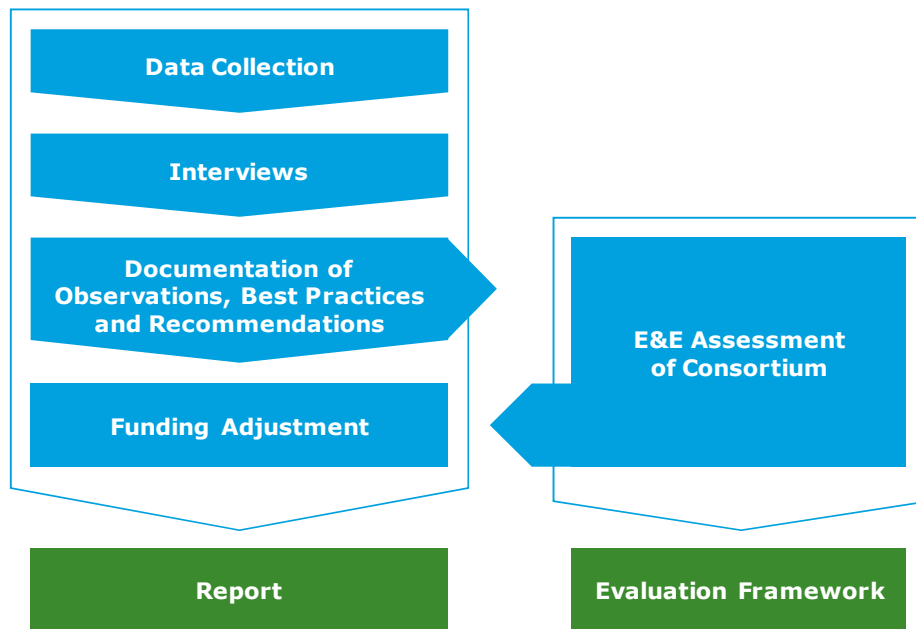 Data Collection
Interviews
Documentation of
Observations, Best Practices
and Recommendations
E&E Assessment
of Consortium
Funding Adjustment
Report
Evaluation Framework